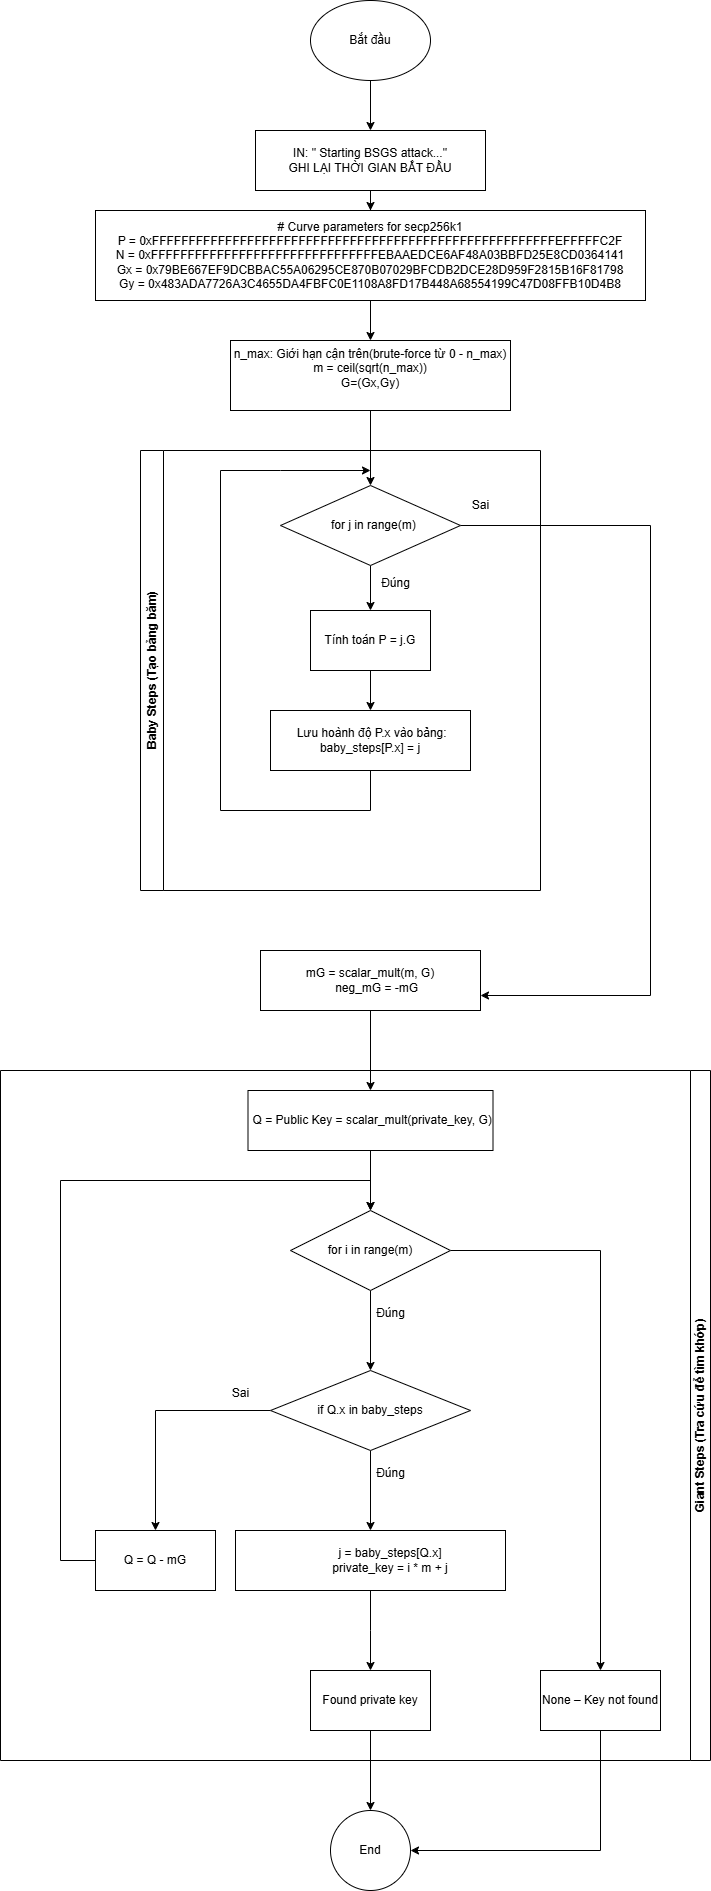 Bắt đầu
IN: " Starting BSGS attack..."
GHI LẠI THỜI GIAN BẮT ĐẦU
# Curve parameters for secp256k1
P = 0xFFFFFFFFFFFFFFFFFFFFFFFFFFFFFFFFFFFFFFFFFFFFFFFFFFFFFFFEFFFFFC2F
N = 0xFFFFFFFFFFFFFFFFFFFFFFFFFFFFFFFEBAAEDCE6AF48A03BBFD25E8CD0364141
Gx = 0x79BE667EF9DCBBAC55A06295CE870B07029BFCDB2DCE28D959F2815B16F81798
Gy = 0x483ADA7726A3C4655DA4FBFC0E1108A8FD17B448A68554199C47D08FFB10D4B8
n_max: Giới hạn cận trên(brute-force từ 0 - n_max)
m = ceil(sqrt(n_max))
G=(Gx,Gy)
Baby Steps (Tạo bảng băm)
for j in range(m)
Sai
Đúng
Tính toán P = j.G
Lưu hoành độ P.x vào bảng:
baby_steps[P.x] = j
mG = scalar_mult(m, G)
neg_mG = -mG
Giant Steps (Tra cứu để tìm khớp)
Q = Public Key = scalar_mult(private_key, G)
for i in range(m)
Đúng
if Q.x in baby_steps
Sai
Đúng
Q = Q - mG
j = baby_steps[Q.x]
private_key = i * m + j
Found private key
None – Key not found
End